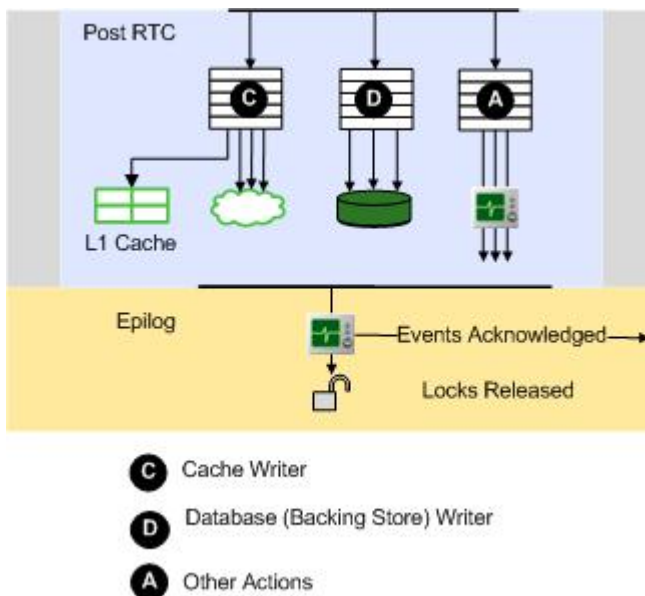 Post RTC
C
D
A
L1 Cache
Epilog
Events Acknowledged
Locks Released
C Cache Writer
D Database (Backing Store) Writer
A Other Actions